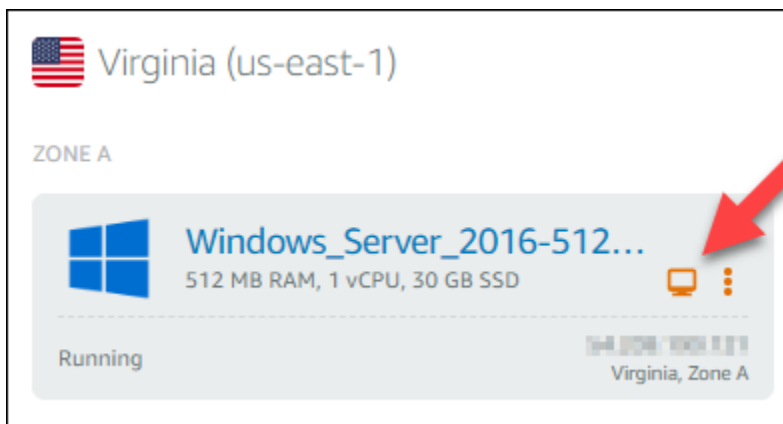 Virginia (us-east-1)
ZONE A
Windows_Server_2016-512...
512 MB RAM, 1 vCPU, 30 GB SSD
Running
Virginia, Zone A